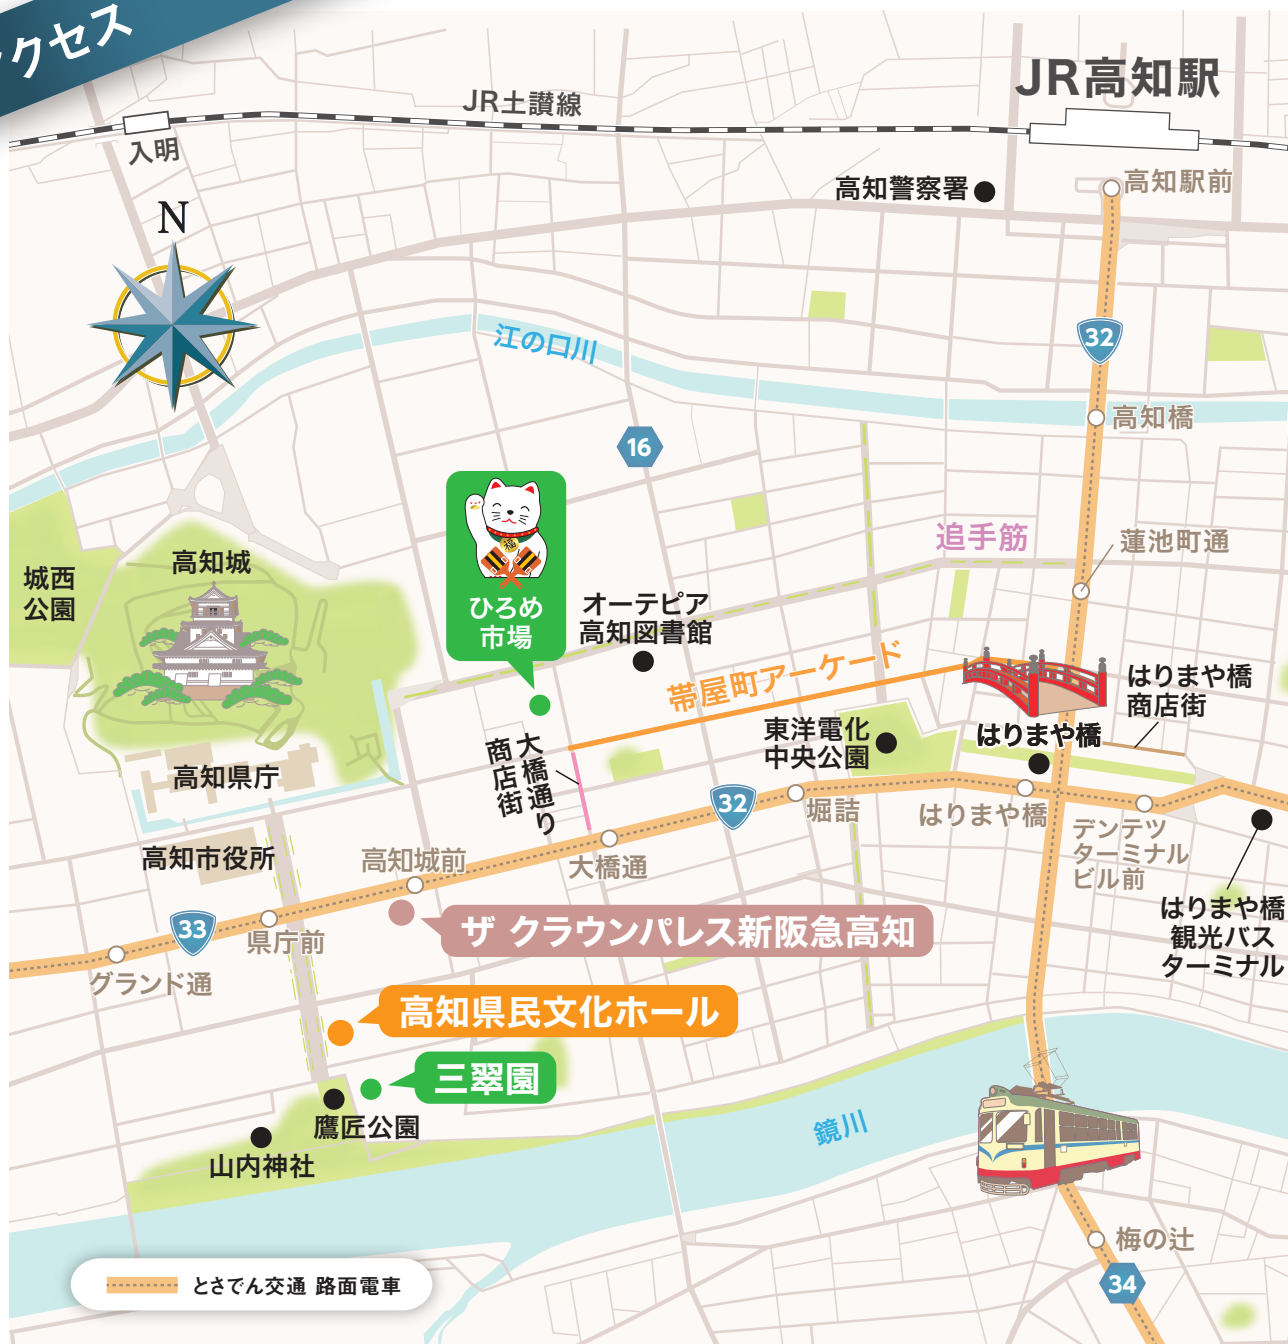 アクセス
JR高知駅
JR土讃線
入明
高知警察署
高知駅前
N
32
江の口川
高知橋
16
追手筋
蓮池町通
福
ひろめ
市場
オーテピア
高知図書館
高知城
城西
公園
帯屋町アーケード
はりまや橋
商店街
東洋電化
中央公園
はりまや橋
大橋通り
商店街
高知県庁
32
堀詰
はりまや橋
デンテツ
ターミナル
ビル前
高知市役所
高知城前
大橋通
はりまや橋
観光バス
ターミナル
33
県庁前
グランド通
ザ クラウンパレス新阪急高知
高知県民文化ホール
三翠園
鷹匠公園
山内神社
鏡川
梅の辻
34
とさでん交通 路面電車